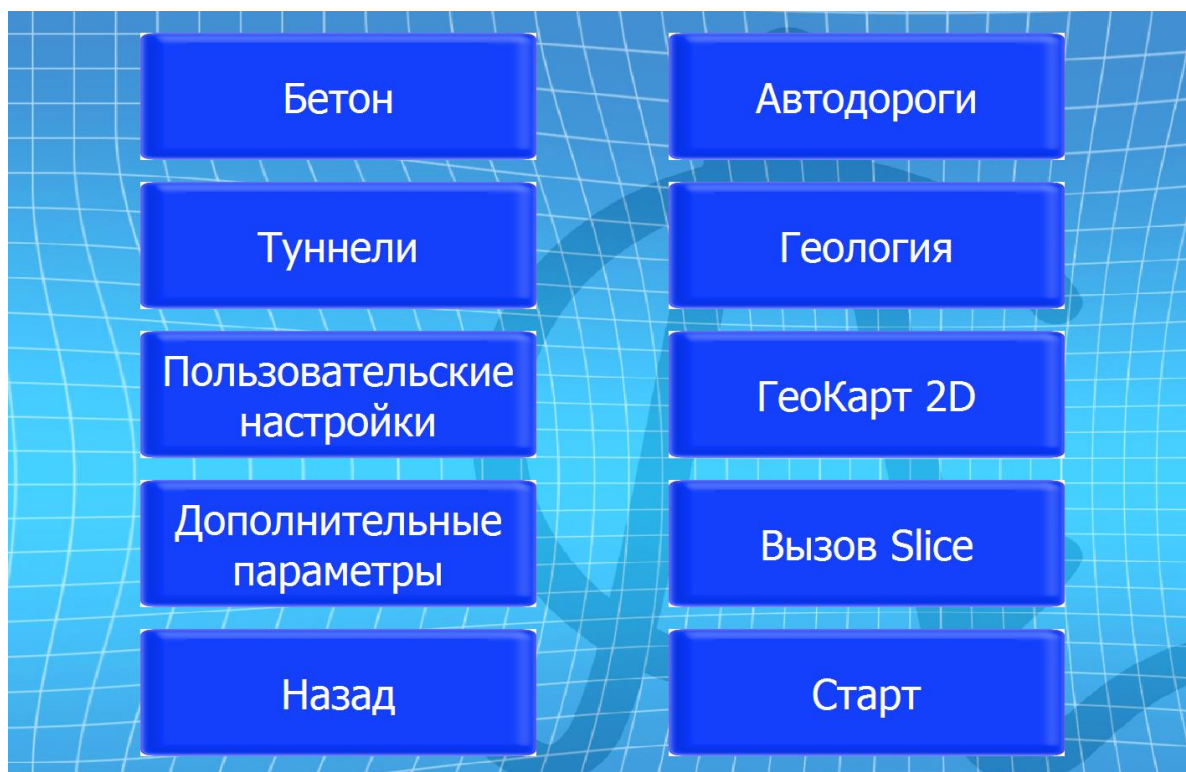 Бетон
Автодороги
Туннели
Геология
Пользовательские
настройки
ГеоКарт 2D
Дополнительные
параметры
Вызов Slice
Назад
Старт